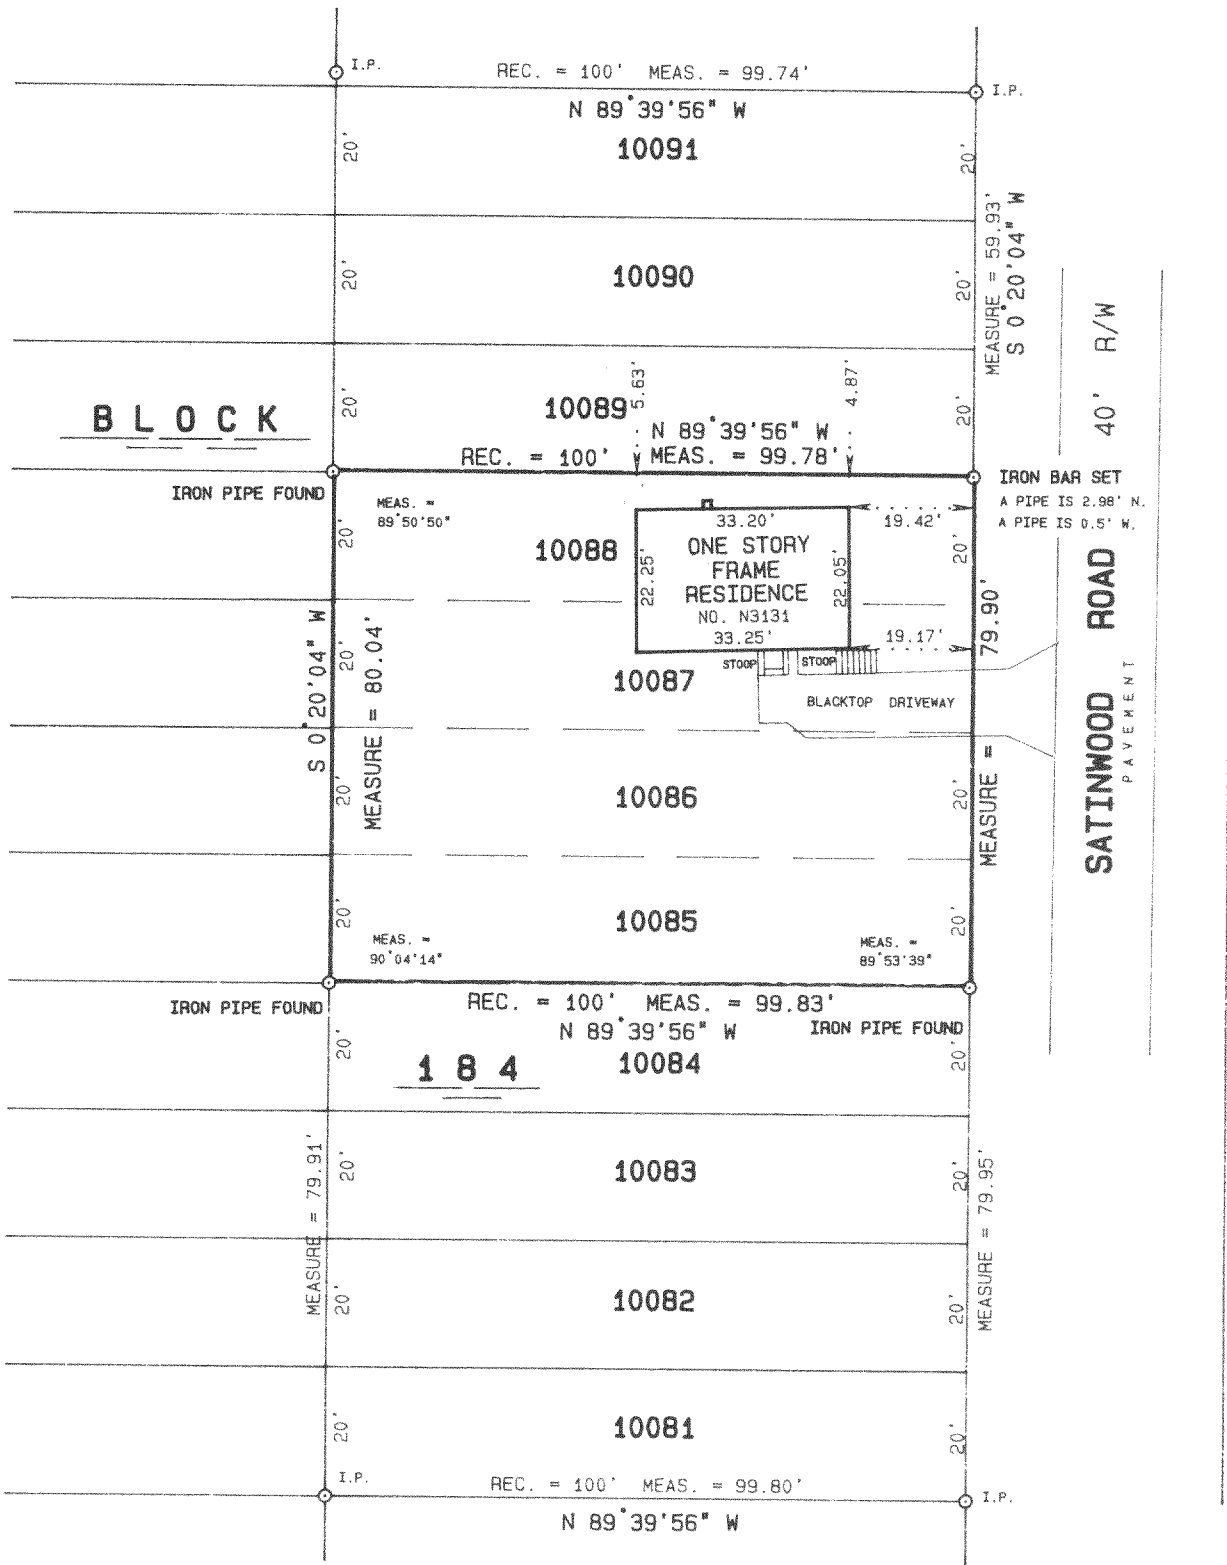 I.P.
REC. = 100' MEAS. = 99.74'
I.P.
N 89°39'56" W
10091
20'
20'
MEASURE = 59.93'
S 0°20'04" W
10090
20'
20'
40' R/W
5.63'
4.87'
BLOCK
20'
10089
20'
N 89°39'56" W
REC. = 100' MEAS. = 99.78'
IRON PIPE FOUND
IRON BAR SET
MEAS. =
89°50'50"
A PIPE IS 2.98' N.
A PIPE IS 0.5' W.
33.20'
19.42'
20'
10088
ONE STORY
FRAME
RESIDENCE
NO. N3131
33.25'
22.25'
22.05'
20'
79.90'
SATINWOOD ROAD
PAVEMENT
19.17'
S 0°20'04" W
20'
MEASURE = 80.04'
STOOP
STOOP
10087
BLACKTOP DRIVEWAY
20'
10086
20'
MEASURE =
20'
10085
20'
MEAS. =
90°04'14"
MEAS. =
89°53'39"
IRON PIPE FOUND
REC. = 100' MEAS. = 99.83'
N 89°39'56" W
IRON PIPE FOUND
20'
184
10084
20'
MEASURE = 79.91'
20'
10083
20'
MEASURE = 79.95'
20'
10082
20'
20'
10081
20'
I.P.
REC. = 100' MEAS. = 99.80'
I.P.
N 89°39'56" W